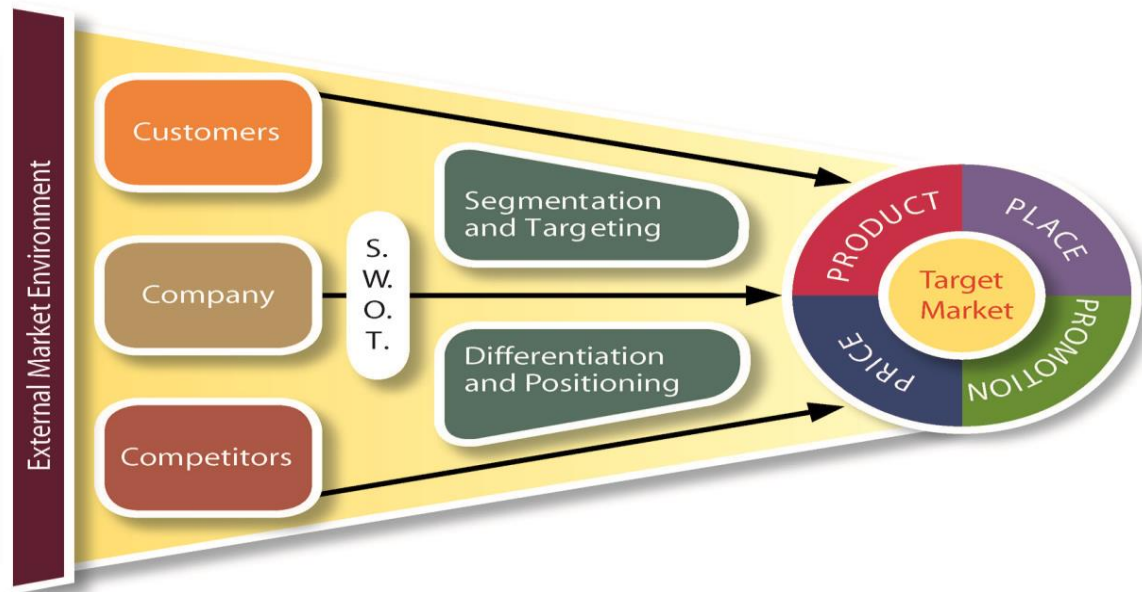 External Market Environment
Customers
Company
Competitors
S.
W.
O.
T.
Segmentation
and Targeting
Differentiation
and Positioning
PRODUCT
PLACE
PRICE
PROMOTION
Target
Market